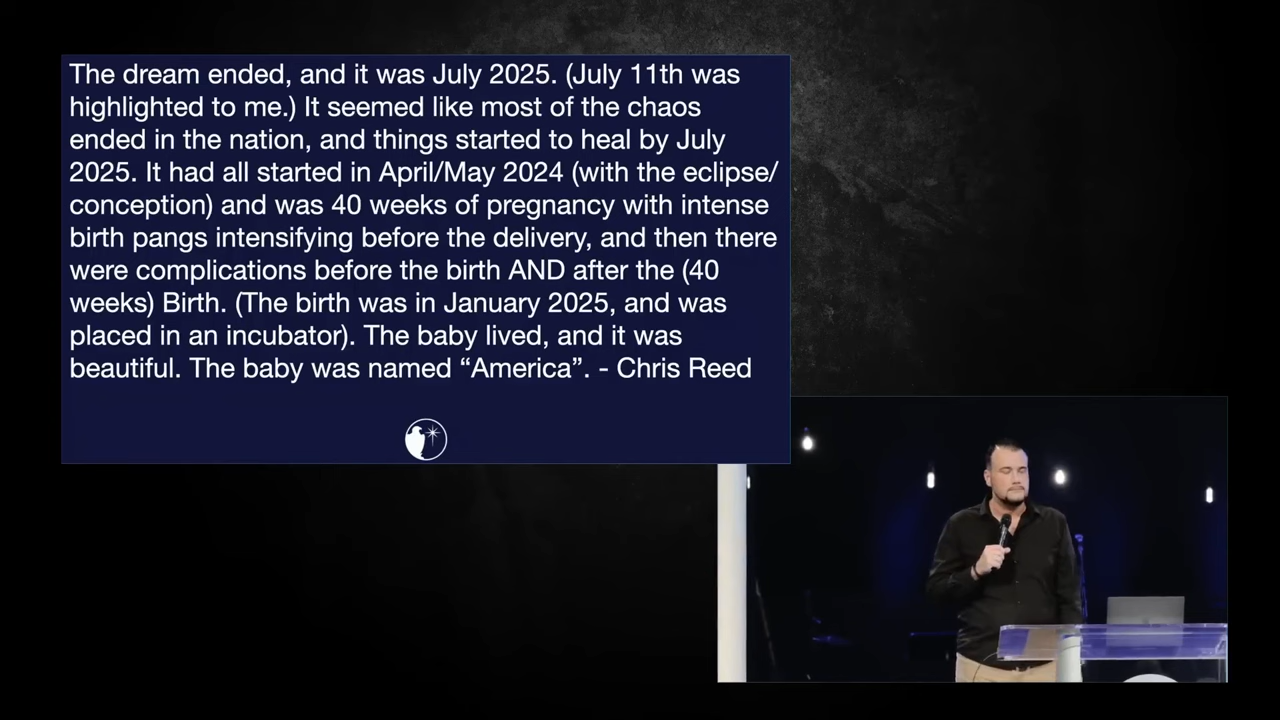 The dream ended, and it was July 2025. (July 11th was
highlighted to me.) It seemed like most of the chaos
ended in the nation, and things started to heal by July
2025. It had all started in April/May 2024 (with the eclipse/
conception) and was 40 weeks of pregnancy with intense
birth pangs intensifying before the delivery, and then there
were complications before the birth AND after the (40
weeks) Birth. (The birth was in January 2025, and was
placed in an incubator). The baby lived, and it was
beautiful. The baby was named “America”. - Chris Reed